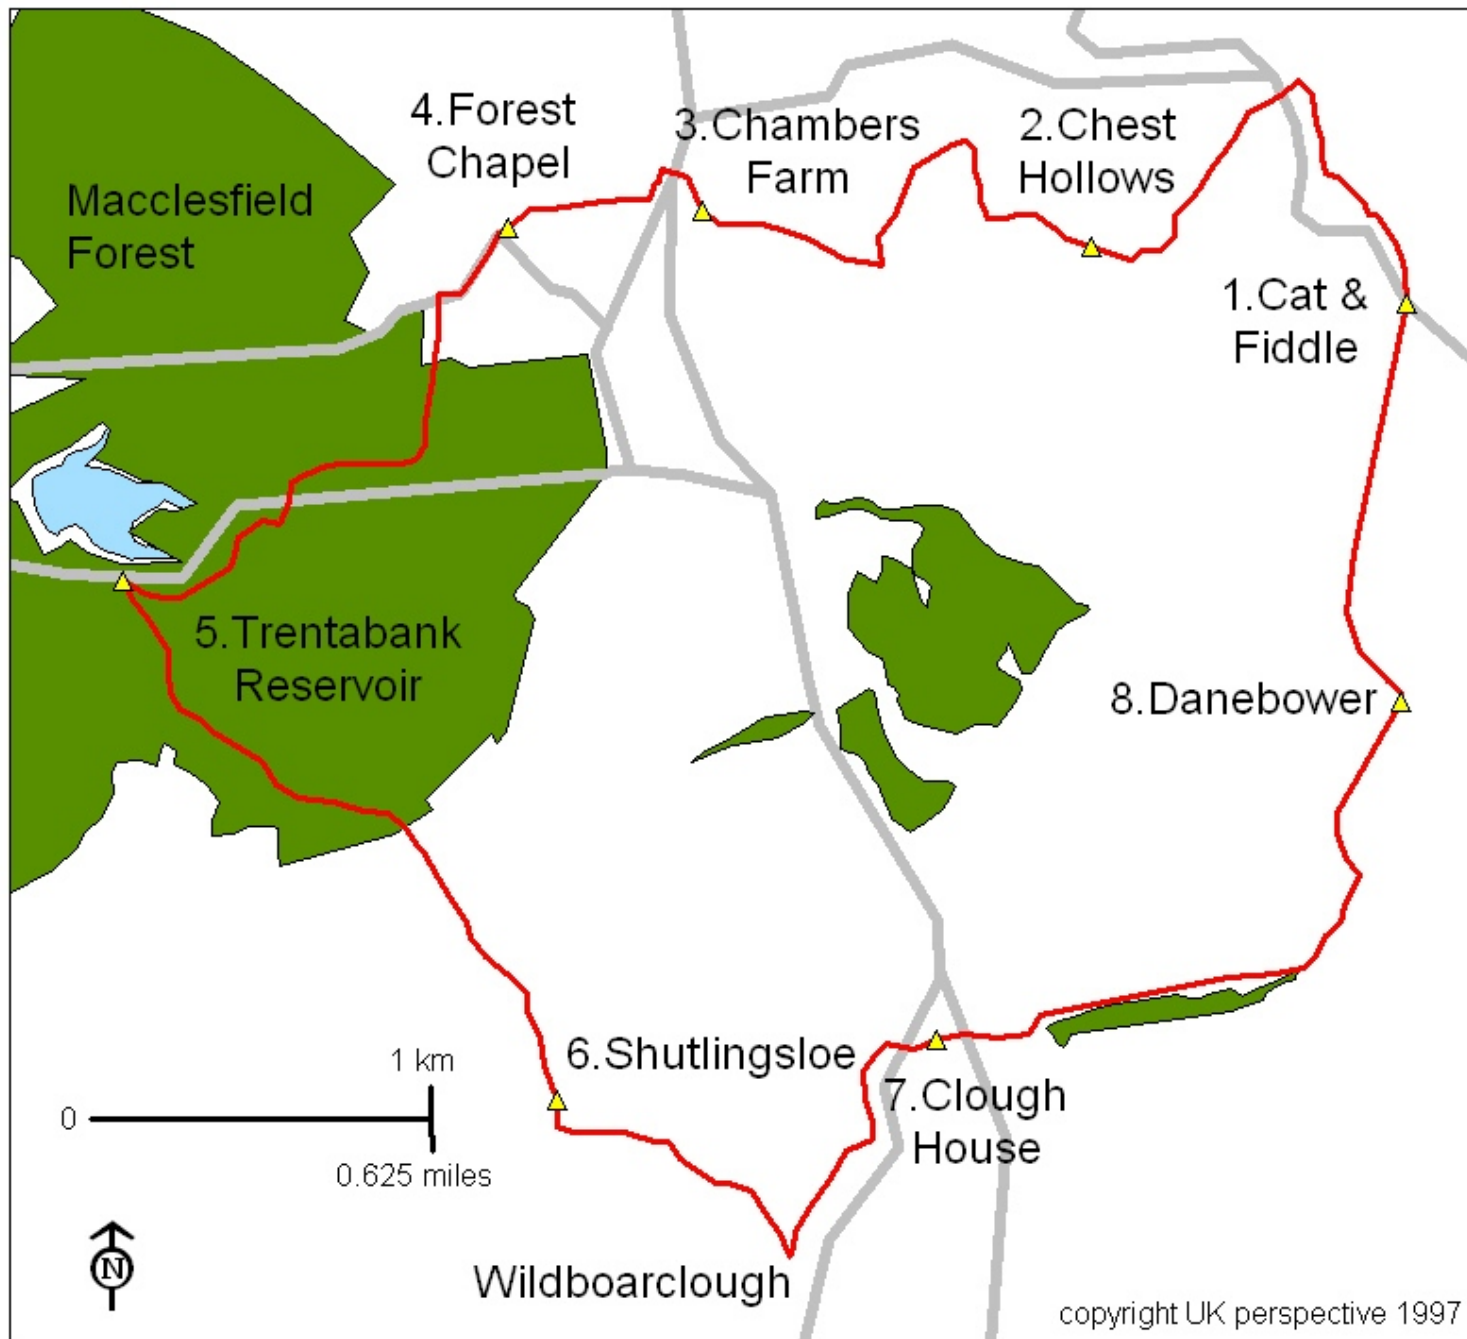 4.Forest
Chapel
3.Chambers
Farm
2.Chest
Hollows
Macclesfield
Forest
1.Cat &
Fiddle
5.Trentabank
Reservoir
8.Danebower
6.Shutlingsloe
7.Clough
House
1 km
0
0.625 miles
N
Wildboarclough
copyright UK perspective 1997